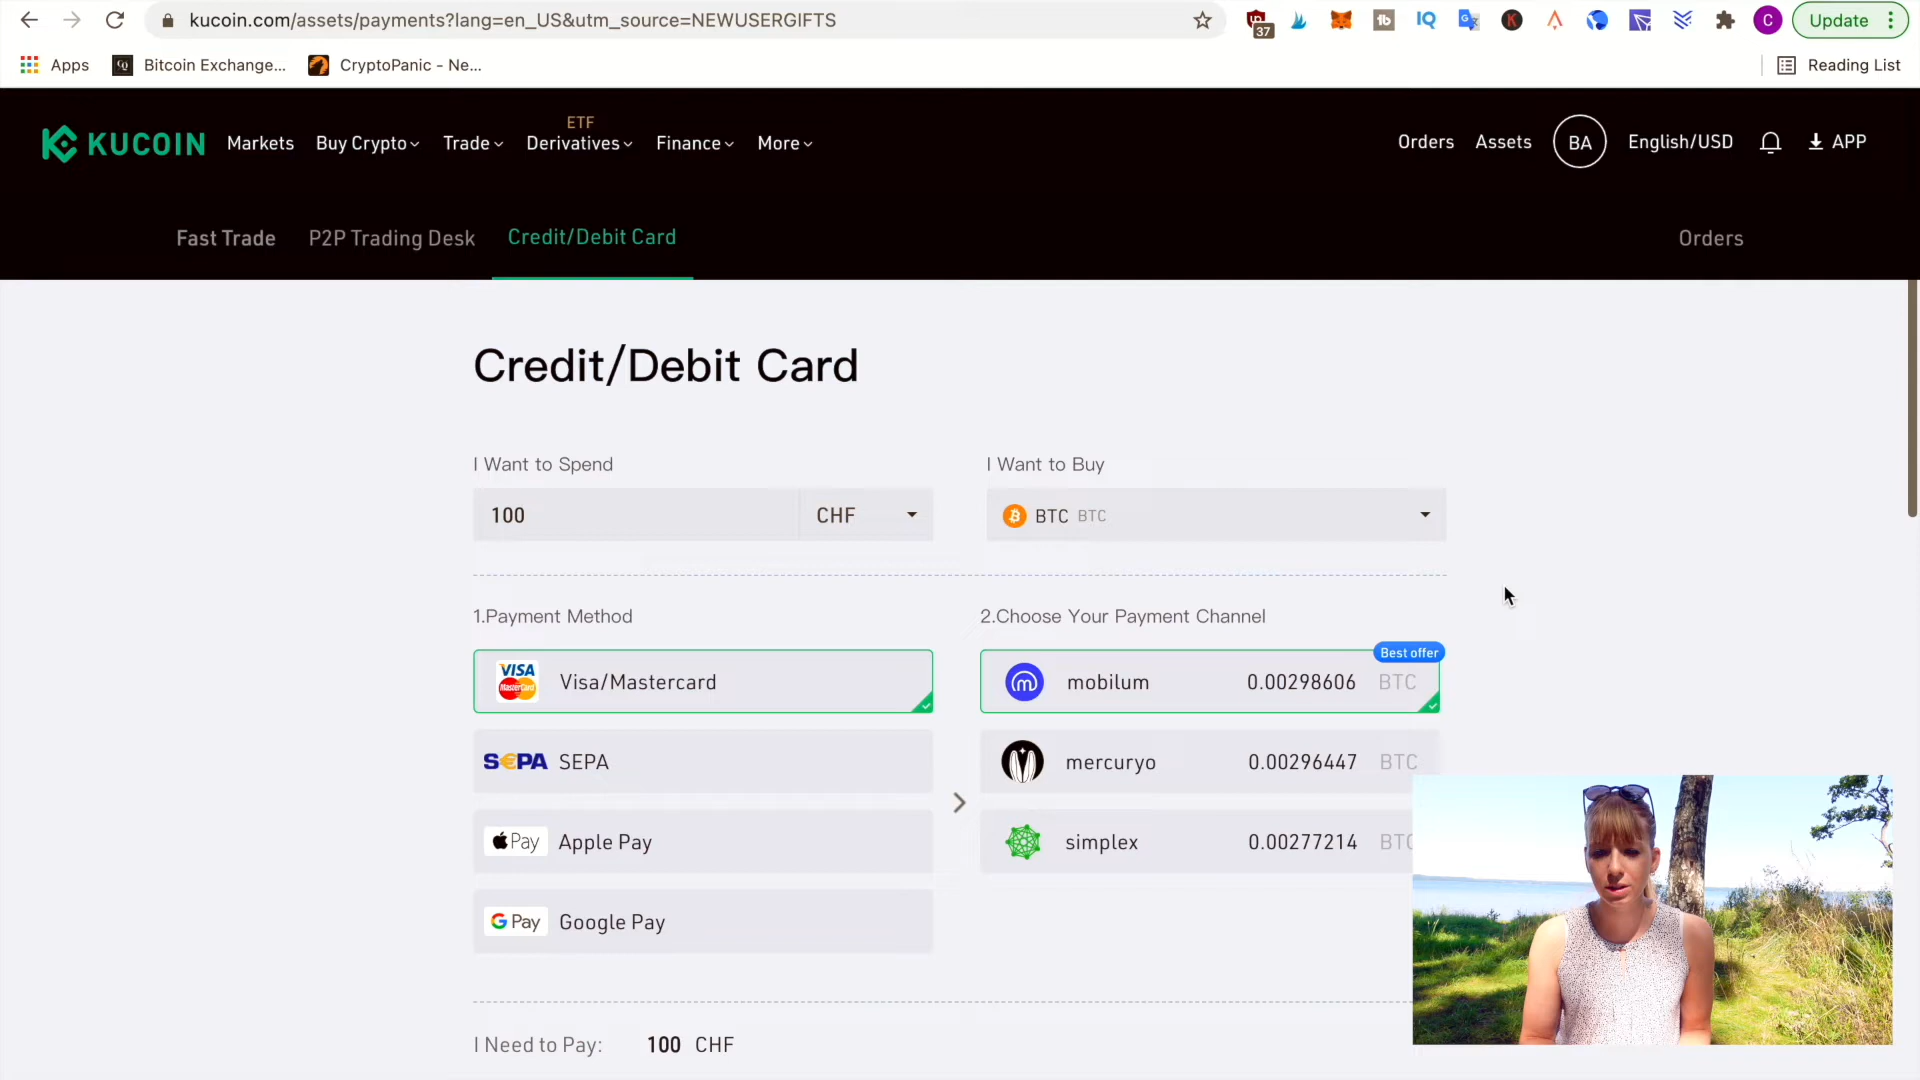 kucoin.com/assets/payments?lang=en_US&utm_source=NEWUSERGIFTS
37
C
Update
Apps
Bitcoin Exchange...
CryptoPanic - Ne...
Reading List
KUCOIN
Markets
Buy Crypto
Trade
ETF
Derivatives
Finance
More
Orders
Assets
BA
English/USD
APP
Fast Trade
P2P Trading Desk
Credit/Debit Card
Orders
Credit/Debit Card
I Want to Spend
I Want to Buy
100
CHF
BTC BTC
1.Payment Method
2.Choose Your Payment Channel
Best offer
VISA
MasterCard
Visa/Mastercard
mobilum 0.00298606 BTC
S€PA SEPA
mercuryo 0.00296447 BTC
Pay Apple Pay
simplex 0.00277214 BTC
G Pay Google Pay
I Need to Pay: 100 CHF